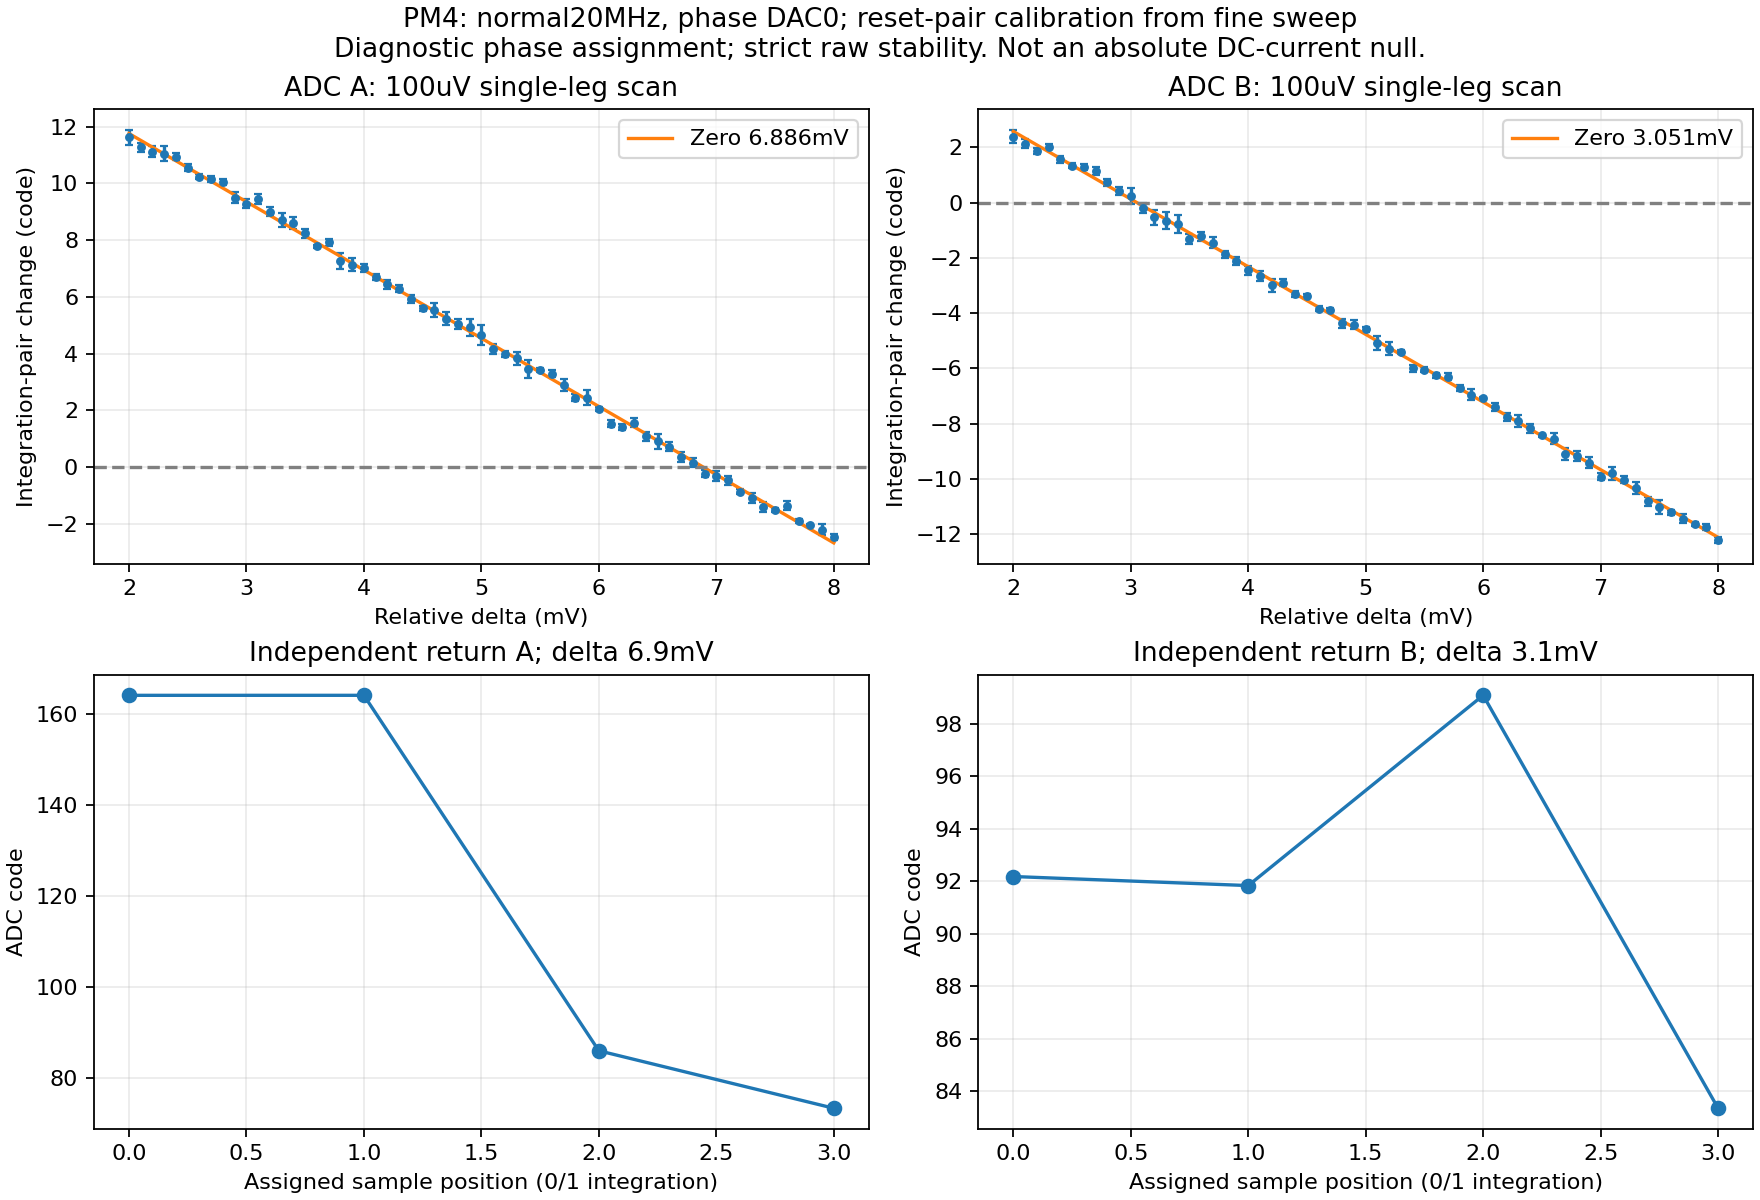 PM4: normal20MHz, phase DAC0; reset-pair calibration from fine sweep
Diagnostic phase assignment; strict raw stability. Not an absolute DC-current null.
ADC A: 100uV single-leg scan
Integration-pair change (code)
12
10
8
6
4
2
0
−2
Zero 6.886mV
2 3 4 5 6 7 8
Relative delta (mV)
ADC B: 100uV single-leg scan
Integration-pair change (code)
2
0
−2
−4
−6
−8
−10
−12
Zero 3.051mV
2 3 4 5 6 7 8
Relative delta (mV)
Independent return A; delta 6.9mV
ADC code
160
140
120
100
80
0.0 0.5 1.0 1.5 2.0 2.5 3.0
Assigned sample position (0/1 integration)
Independent return B; delta 3.1mV
ADC code
98
96
94
92
90
88
86
84
0.0 0.5 1.0 1.5 2.0 2.5 3.0
Assigned sample position (0/1 integration)